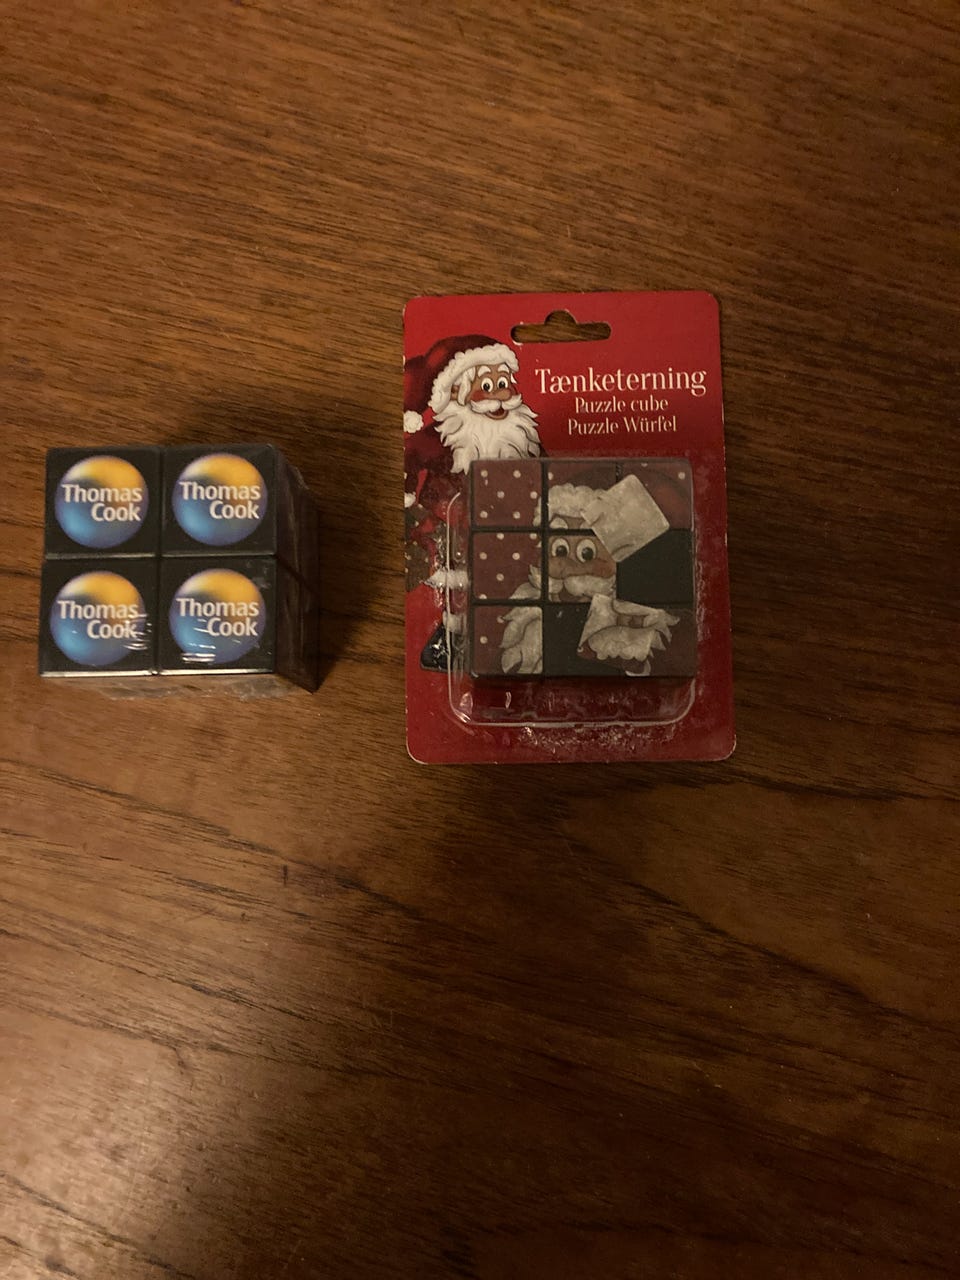 Thomas
Cook
Thomas
Cook
Thomas
Cook
Thomas
Cook
Tænketerning
Puzzle cube
Puzzle Würfel